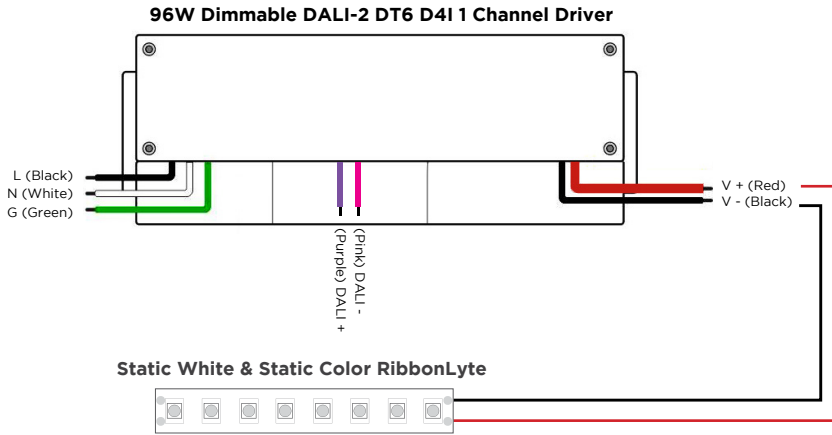 96W Dimmable DALI-2 DT6 D4I 1 Channel Driver
L (Black)
N (White)
G (Green)
(Purple) DALI +
(Pink) DALI -
V + (Red)
V - (Black)
Static White & Static Color RibbonLyte